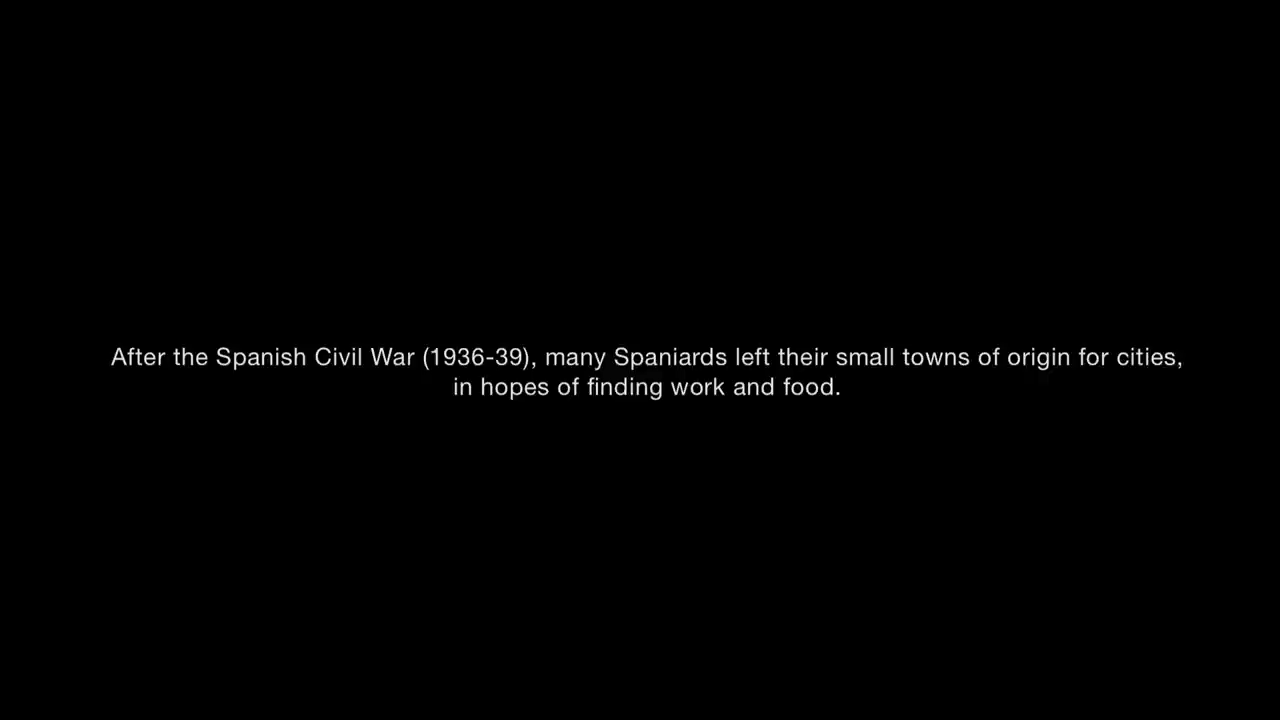 After the Spanish Civil War (1936-39), many Spaniards left their small towns of origin for cities,
in hopes of finding work and food.